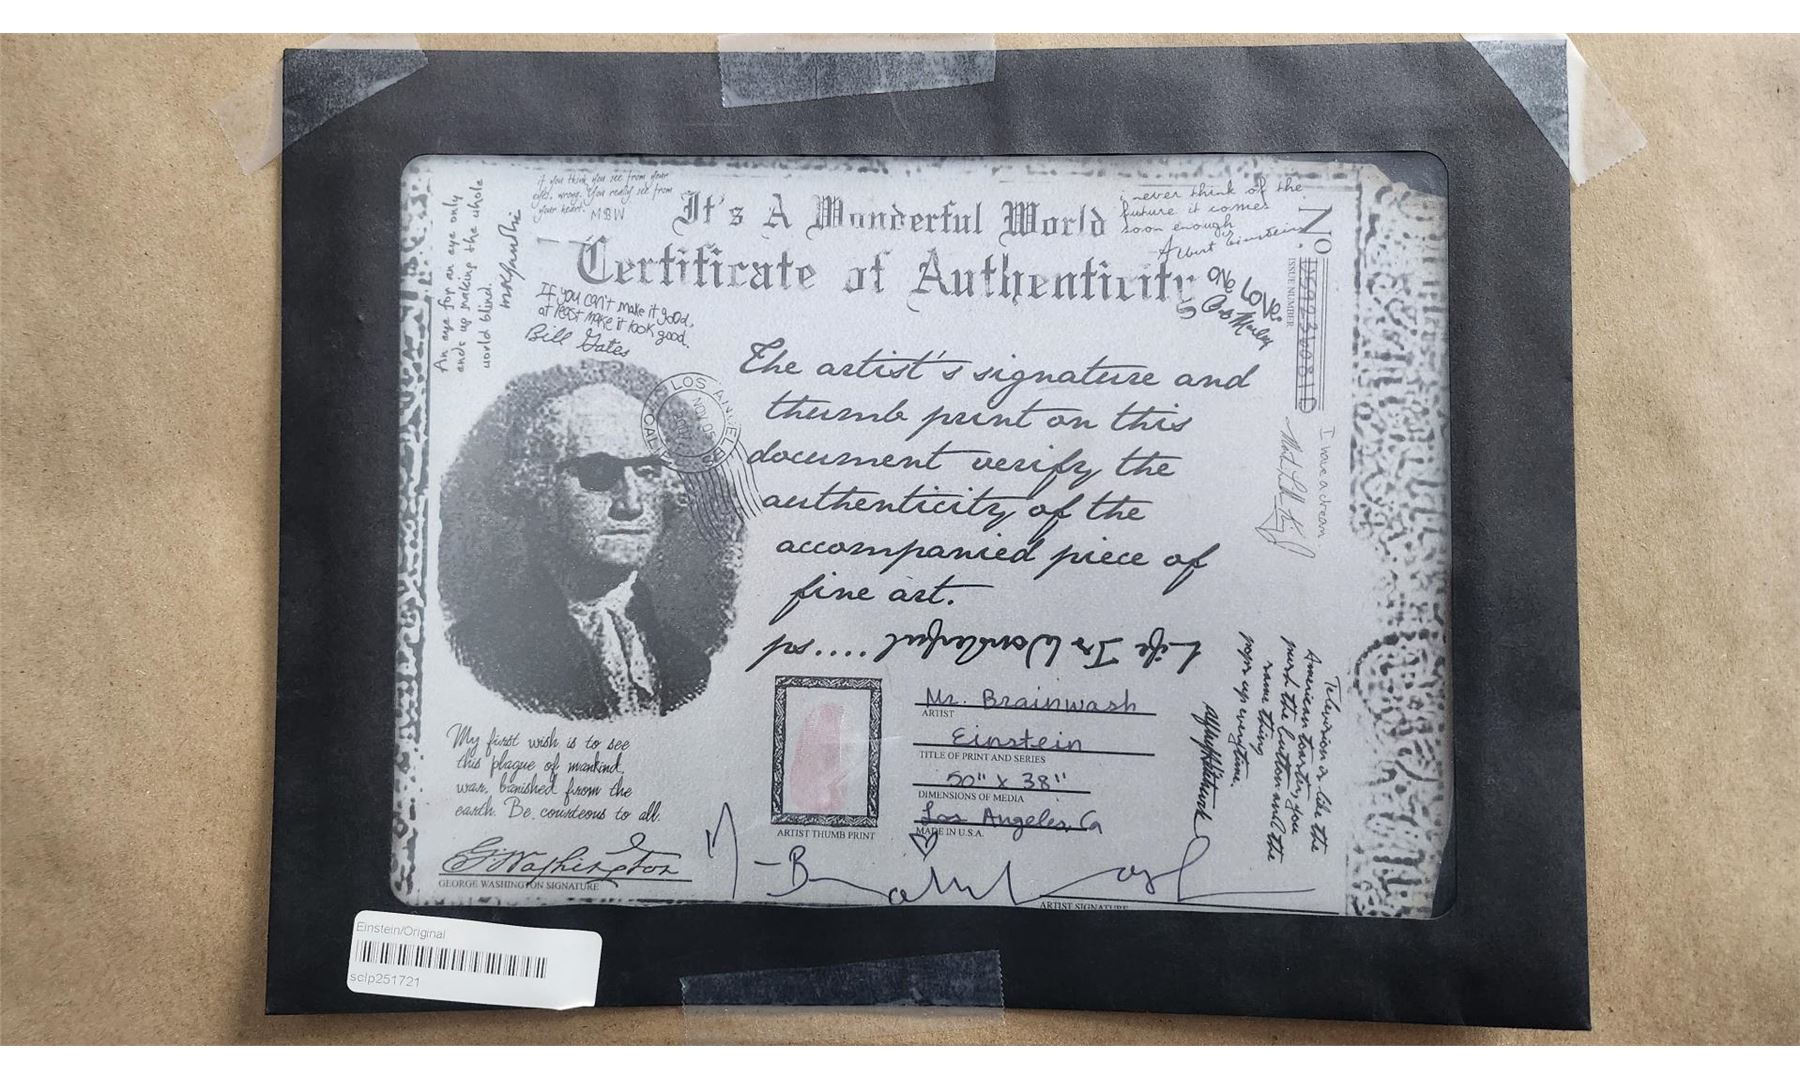 An eye for an eye only
ends up making the whole
world blind.
if you think you see from your
eyes, wrong. You really see from
your heart.
MBW
It's A Wonderful World
Certificate of Authenticity
never think of the
future it comes
soon enough
Albert Einstein
one love.
Bob Marley
No.
ISSUE NUMBER
If you can't make it good,
at least make it look good.
Bill Gates
LOS ANGELES
CAL
NOV 05
The artist's signature and
thumb print on this
document verify the
authenticity of the
accompanied piece of
fine art.
ps..... Life Is Wonderful
I have a dream
Television is like the
American toaster, you
push the button and the
same thing
pops up everytime.
My first wish is to see
this plague of mankind,
war, banished from the
earth. Be courteous to all.
G Washington
GEORGE WASHINGTON SIGNATURE
ARTIST THUMB PRINT
Mr. Brainwash
ARTIST
Einstein
TITLE OF PRINT AND SERIES
50" x 38"
DIMENSIONS OF MEDIA
Los Angeles, Ca
MADE IN U.S.A.
ARTIST SIGNATURE
Einstein/Original
sclp251721